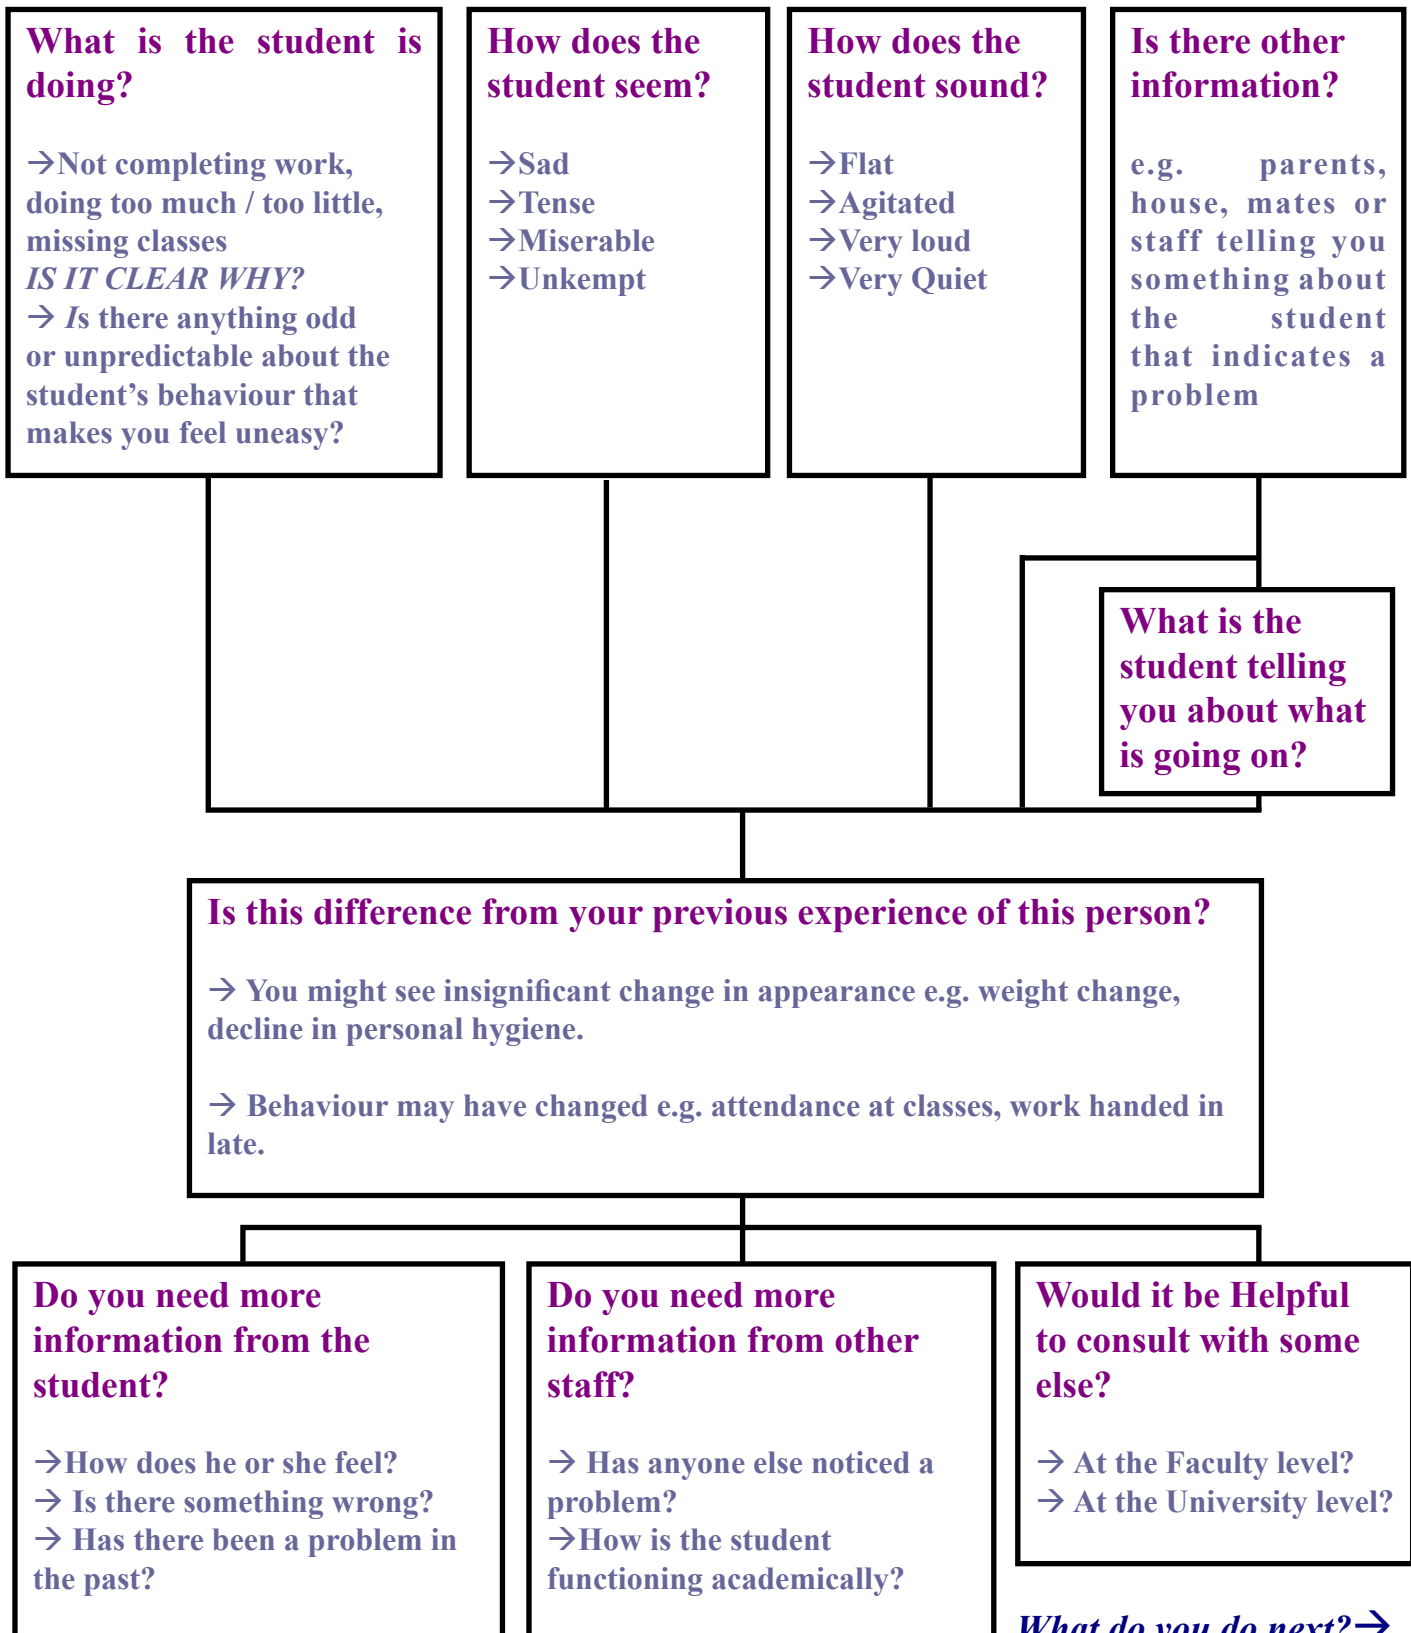 What is the student is
doing?
→Not completing work,
doing too much / too little,
missing classes
IS IT CLEAR WHY?
→ Is there anything odd
or unpredictable about the
student’s behaviour that
makes you feel uneasy?
How does the
student seem?
→Sad
→Tense
→Miserable
→Unkempt
How does the
student sound?
→Flat
→Agitated
→Very loud
→Very Quiet
Is there other
information?
e.g. parents,
house, mates or
staff telling you
something about
the student
that indicates a
problem
What is the
student telling
you about what
is going on?
Is this difference from your previous experience of this person?
→ You might see insignificant change in appearance e.g. weight change,
decline in personal hygiene.
→ Behaviour may have changed e.g. attendance at classes, work handed in
late.
Do you need more
information from the
student?
→How does he or she feel?
→ Is there something wrong?
→ Has there been a problem in
the past?
Do you need more
information from other
staff?
→ Has anyone else noticed a
problem?
→How is the student
functioning academically?
Would it be Helpful
to consult with some
else?
→ At the Faculty level?
→ At the University level?
What do you do next?→